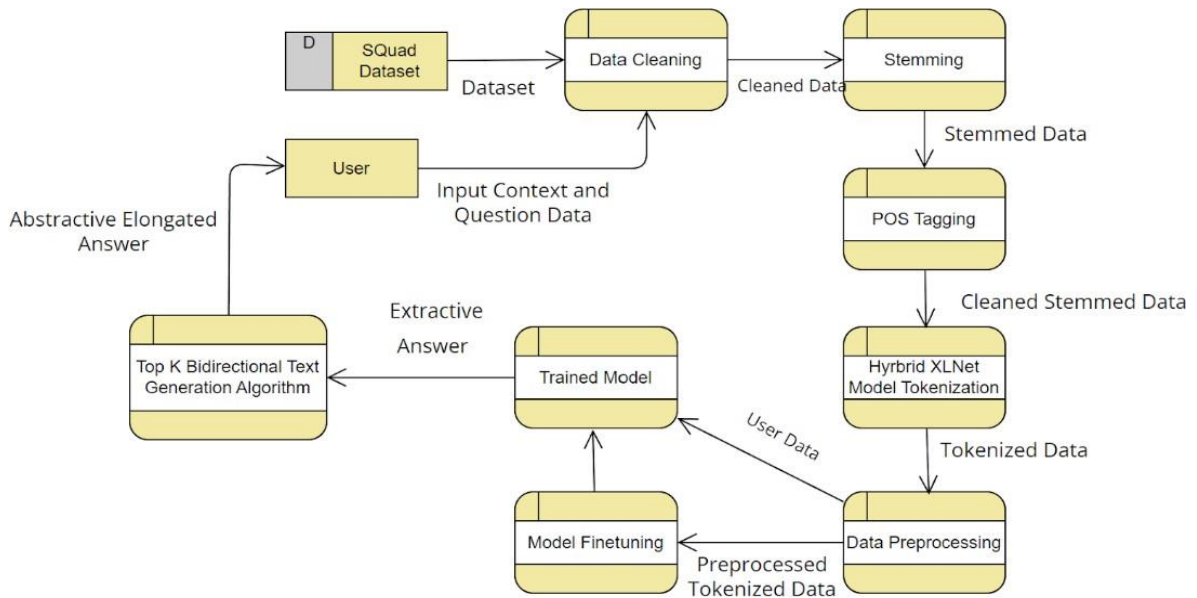 D
SQuad
Dataset
Dataset
Data Cleaning
Cleaned Data
Stemming
Stemmed Data
User
Input Context and
Question Data
POS Tagging
Abstractive Elongated
Answer
Cleaned Stemmed Data
Extractive
Answer
Top K Bidirectional Text
Generation Algorithm
Trained Model
Hyrbrid XLNet
Model Tokenization
User Data
Tokenized Data
Model Finetuning
Preprocessed
Tokenized Data
Data Preprocessing